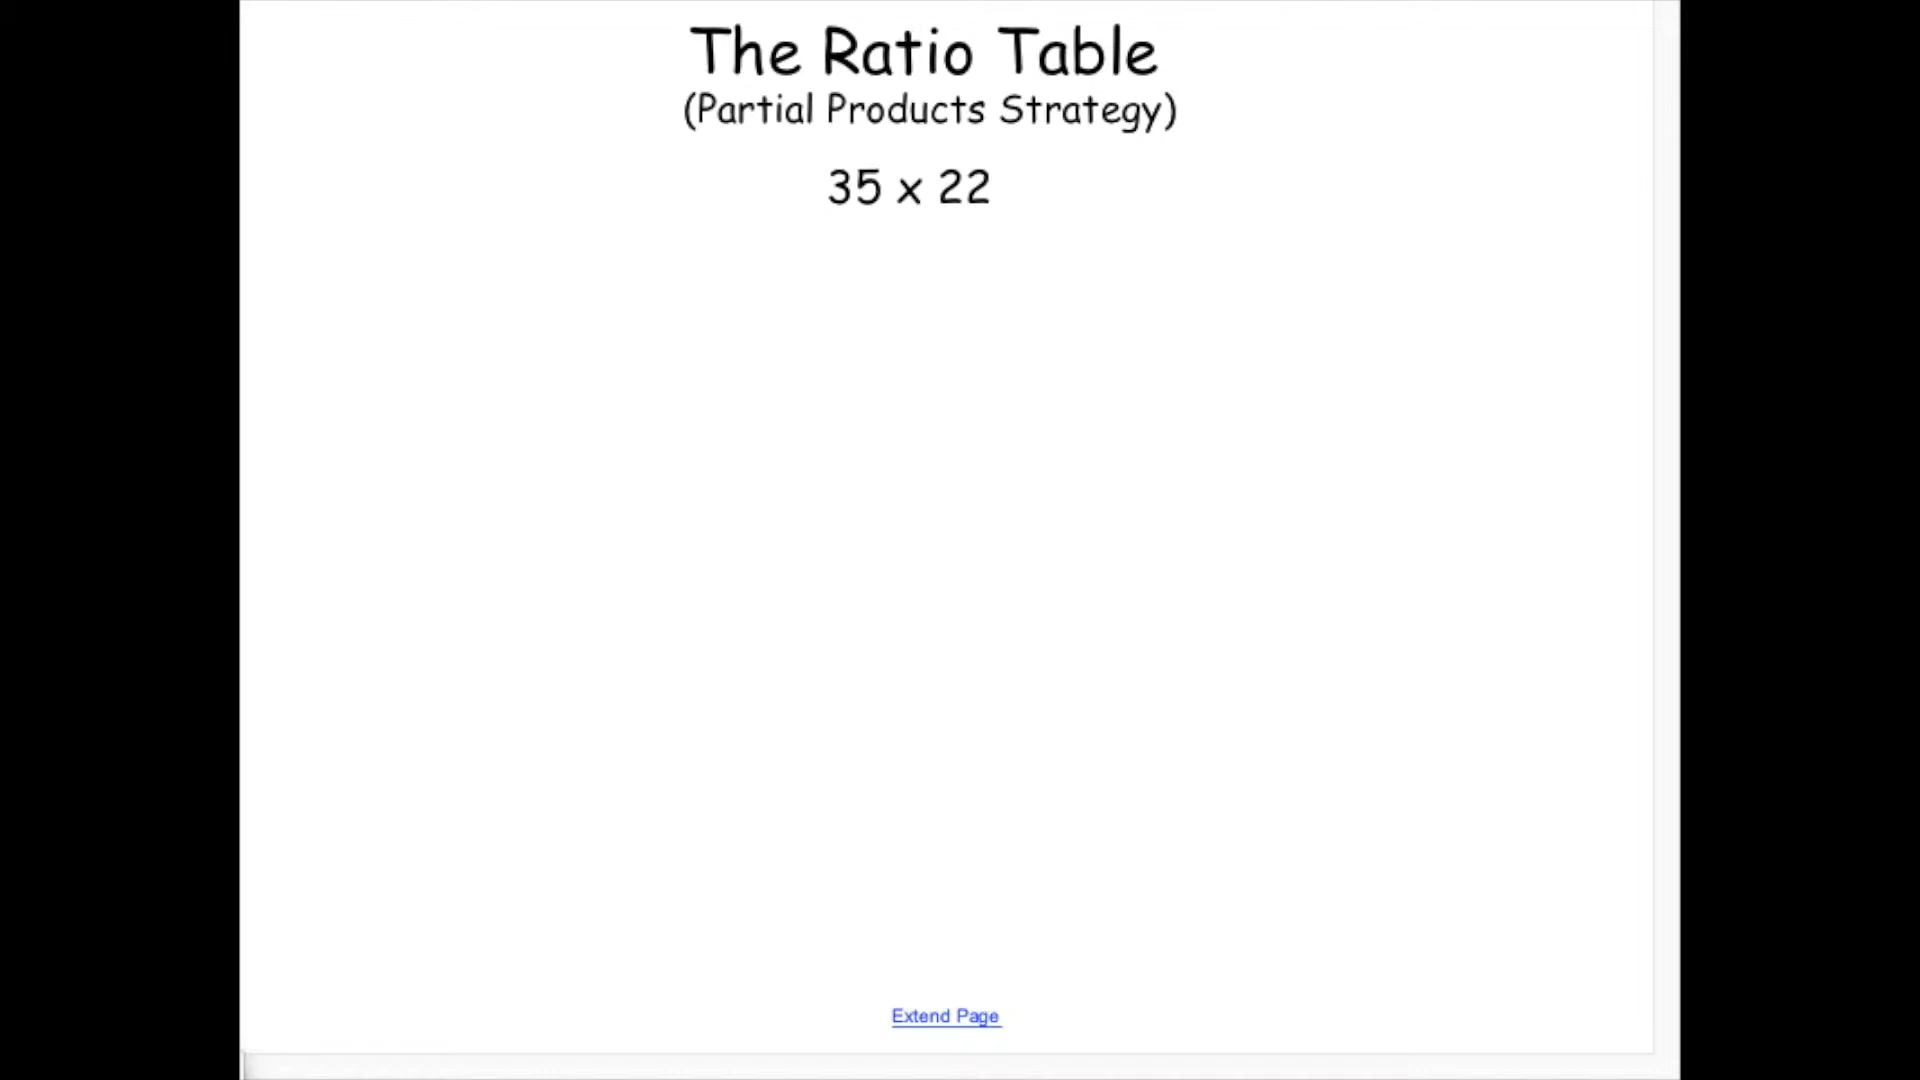 The Ratio Table
(Partial Products Strategy)
35 x 22
Extend Page